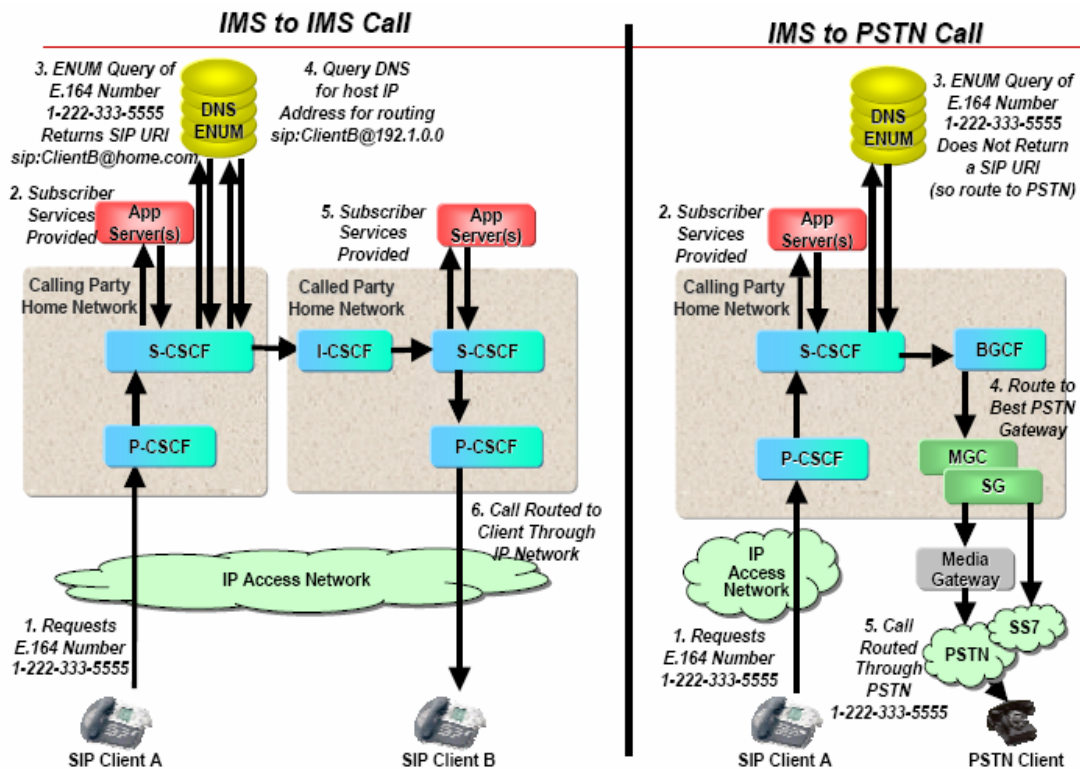 IMS to IMS Call
3. ENUM Query of
E.164 Number
1-222-333-5555
Returns SIP URI
sip:ClientB@home.com
DNS
ENUM
4. Query DNS
for host IP
Address for routing
sip:ClientB@192.1.0.0
2. Subscriber
Services
Provided
App
Server(s)
5. Subscriber
Services
Provided
App
Server(s)
Calling Party
Home Network
Called Party
Home Network
S-CSCF
I-CSCF
S-CSCF
P-CSCF
P-CSCF
6. Call Routed to
Client Through
IP Network
IP Access Network
1. Requests
E.164 Number
1-222-333-5555
SIP Client A
SIP Client B
IMS to PSTN Call
DNS
ENUM
3. ENUM Query of
E.164 Number
1-222-333-5555
Does Not Return
a SIP URI
(so route to PSTN)
2. Subscriber
Services
Provided
App
Server(s)
Calling Party
Home Network
S-CSCF
BGCF
4. Route to
Best PSTN
Gateway
P-CSCF
MGC
SG
IP
Access
Network
Media
Gateway
1. Requests
E.164 Number
1-222-333-5555
5. Call
Routed
Through
PSTN
1-222-333-5555
PSTN
SS7
SIP Client A
PSTN Client